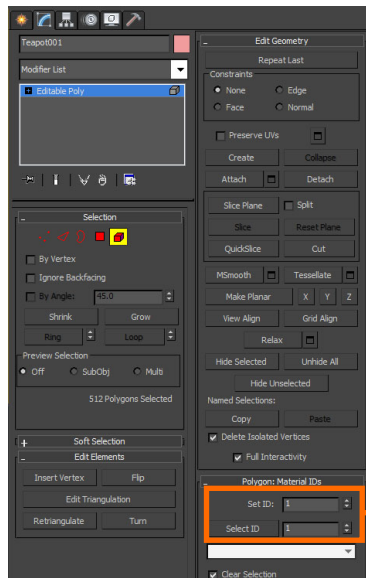 Teapot001
Modifier List
Editable Poly
Selection
By Vertex
Ignore Backfacing
By Angle: 45.0
Shrink Grow
Ring Loop
Preview Selection
Off SubObj Multi
512 Polygons Selected
Soft Selection
Edit Elements
Insert Vertex Flip
Edit Triangulation
Retriangulate Turn
Edit Geometry
Repeat Last
Constraints
None Edge
Face Normal
Preserve UVs
Create Collapse
Attach Detach
Slice Plane Split
Slice Reset Plane
QuickSlice Cut
MSmooth Tessellate
Make Planar X Y Z
View Align Grid Align
Relax
Hide Selected Unhide All
Hide Unselected
Named Selections:
Copy Paste
Delete Isolated Vertices
Full Interactivity
Polygon: Material IDs
Set ID: 1
Select ID 1
Clear Selection